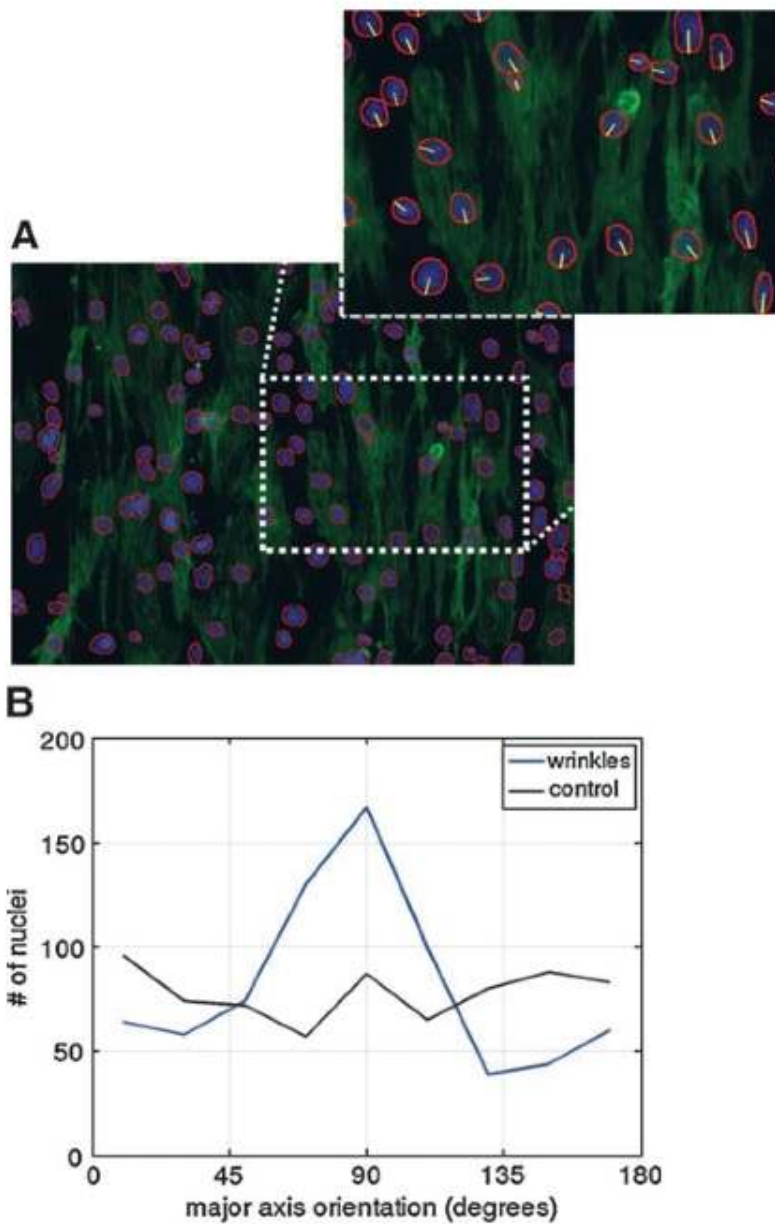 A
B
200
150
100
50
0
# of nuclei
wrinkles
control
0 45 90 135 180
major axis orientation (degrees)